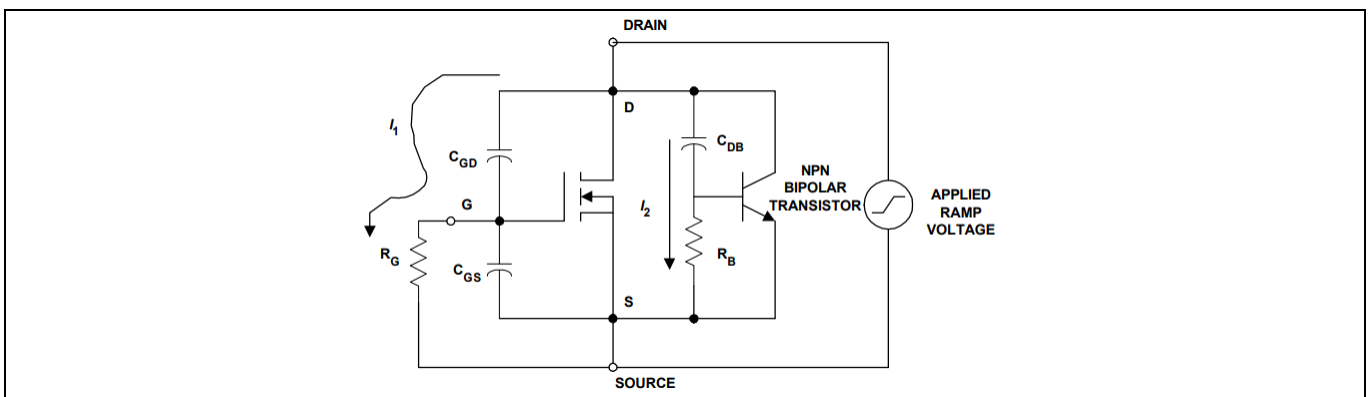 DRAIN
D
I1
CGD
CDB
NPN
BIPOLAR
TRANSISTOR
APPLIED
RAMP
VOLTAGE
G
I2
RG
CGS
RB
S
SOURCE